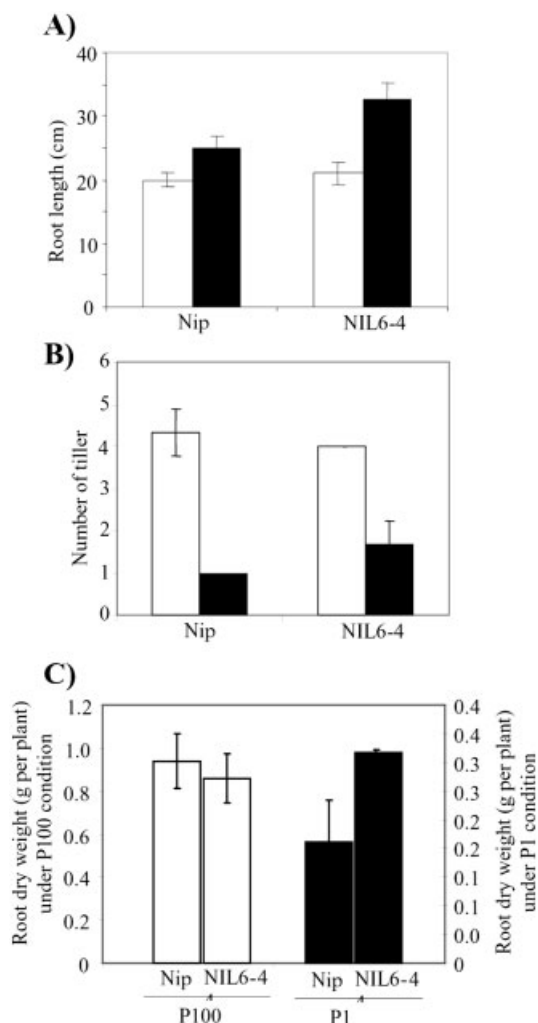 A)
Root length (cm)
40
30
20
10
0
Nip NIL6-4
B)
Number of tiller
6
5
4
3
2
1
0
Nip NIL6-4
C)
Root dry weight (g per plant)
under P100 condition
1.2
1.0
0.8
0.6
0.4
0.2
0
0.4
0.4
0.3
0.3
0.2
0.2
0.1
0.1
0.0
0
Root dry weight (g per plant)
under P1 condition
Nip NIL6-4 Nip NIL6-4
P100 P1